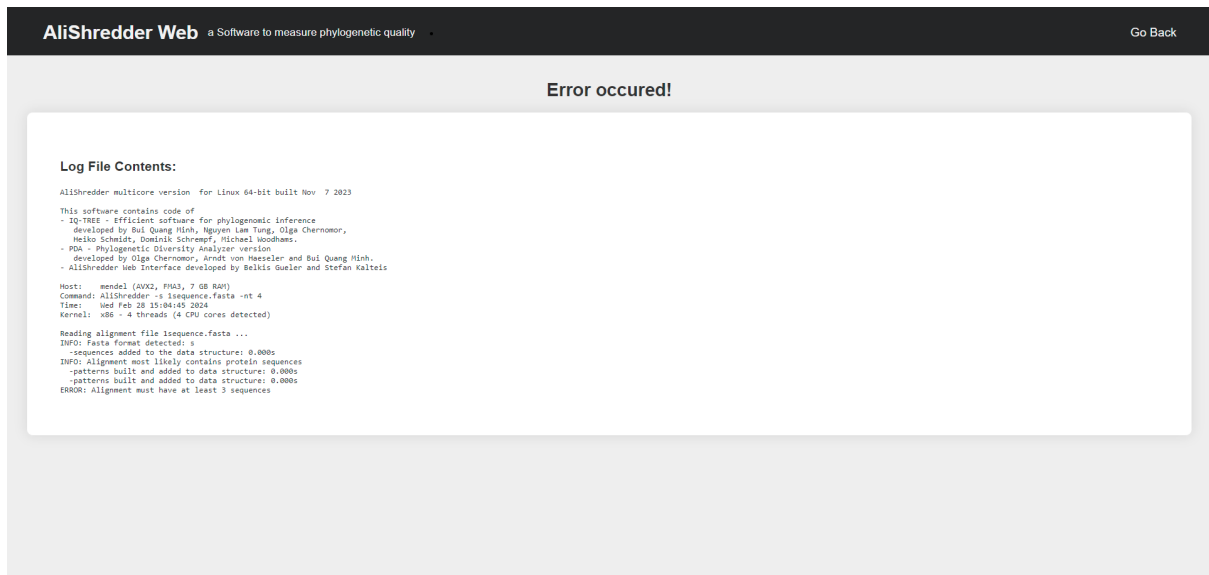 AliShredder Web a Software to measure phylogenetic quality
Go Back
Error occured!
Log File Contents:
AliShredder multicore version  for Linux 64-bit built Nov  7 2023
This software contains code of
- IQ-TREE - Efficient software for phylogenomic inference
developed by Bui Quang Minh, Nguyen Lam Tung, Olga Chernomor,
Heiko Schmidt, Dominik Schrempf, Michael Woodhams.
- PDA - Phylogenetic Diversity Analyzer version
developed by Olga Chernomor, Arndt von Haeseler and Bui Quang Minh.
- AliShredder Web Interface developed by Belkis Gueler and Stefan Kalteis
Host:    mendel (AVX2, FMA3, 7 GB RAM)
Command: AliShredder -s 1sequence.fasta -nt 4
Time:    Wed Feb 28 15:04:45 2024
Kernel:  x86 - 4 threads (4 CPU cores detected)
Reading alignment file 1sequence.fasta ...
INFO: Fasta format detected: s
-sequences added to the data structure: 0.000s
INFO: Alignment most likely contains protein sequences
-patterns built and added to data structure: 0.000s
-patterns built and added to data structure: 0.000s
ERROR: Alignment must have at least 3 sequences